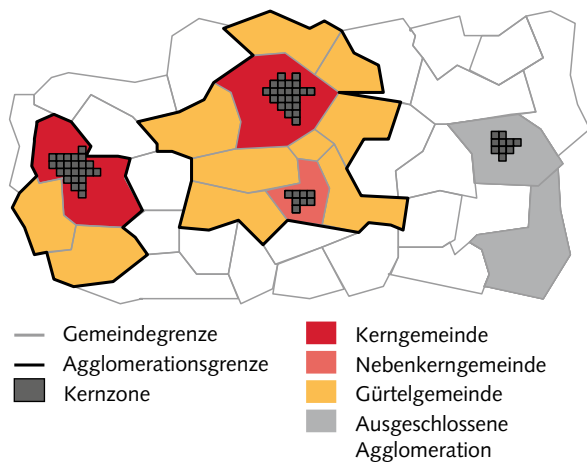 Gemeindegrenze
Agglomerationsgrenze
Kernzone
Kerngemeinde
Nebenkerngemeinde
Gürtelgemeinde
Ausgeschlossene
Agglomeration